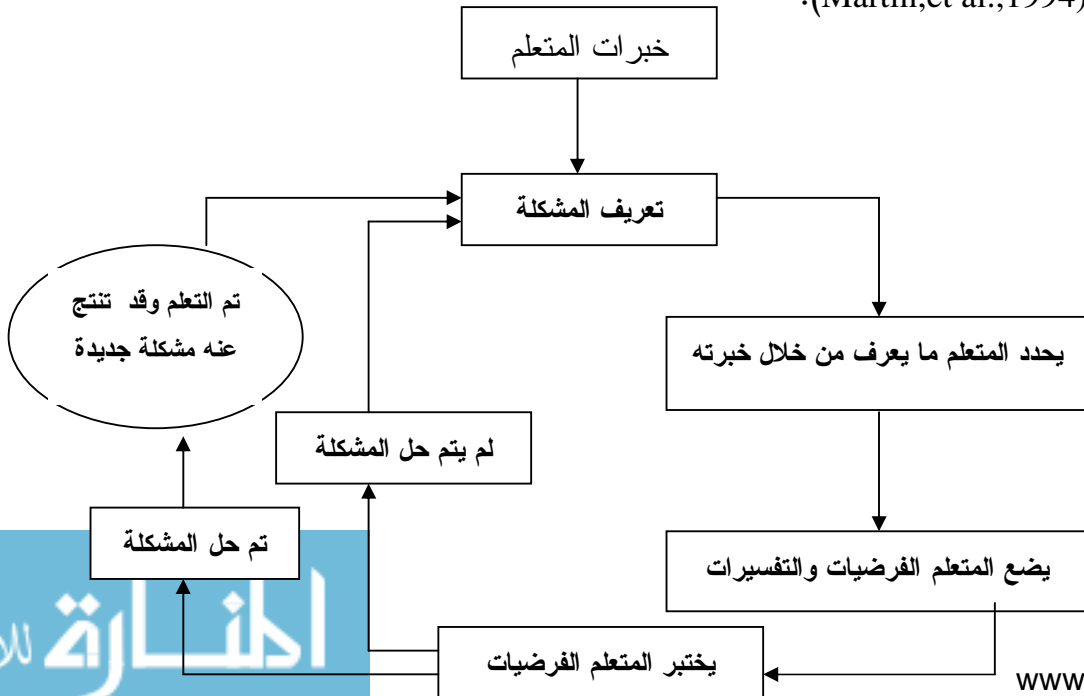 (Martin,et al.,1994).
خبرات المتعلم
تعريف المشكلة
يحدد المتعلم ما يعرف من خلال خبرته
يضع المتعلم الفرضيات والتفسيرات
يختبر المتعلم الفرضيات
لم يتم حل المشكلة
تم حل المشكلة
تم التعلم وقد تنتج
عنه مشكلة جديدة
المنارة
www